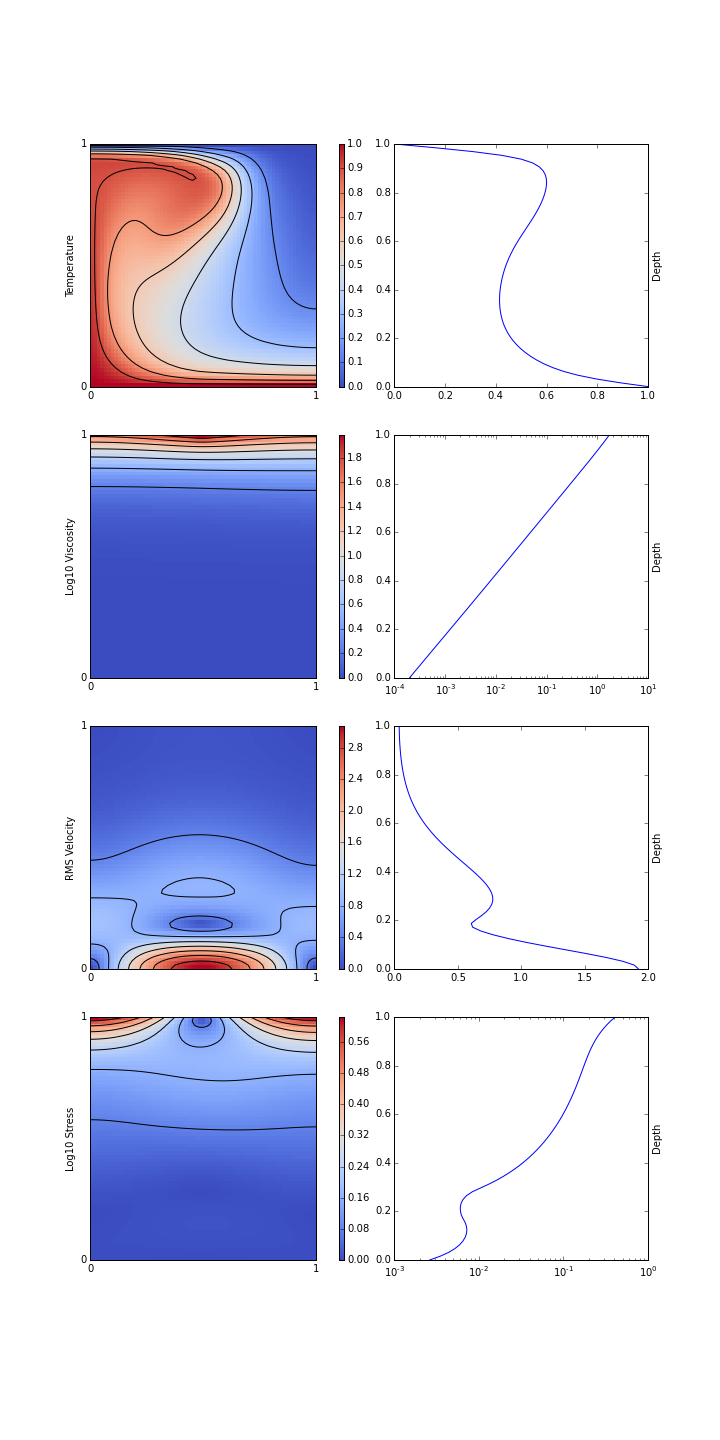 1 1.0 1.0
0.9
0.8 0.8
0.7
0.6 0.6
Temperature 0.5 Depth
0.4 0.4
0.3
0.2 0.2
0.1
0 0.0 0.0
0 1 0.0 0.2 0.4 0.6 0.8 1.0
1 1.0
1.8
1.6 0.8
1.4
1.2 0.6
Log10 Viscosity 1.0 Depth
0.8 0.4
0.6
0.4 0.2
0.2
0 0.0 0.0
0 1 10^-4 10^-3 10^-2 10^-1 10^0 10^1
1 1.0
2.8
2.4 0.8
2.0 0.6
RMS Velocity 1.6 Depth
1.2 0.4
0.8 0.2
0.4
0 0.0 0.0
0 1 0.0 0.5 1.0 1.5 2.0
1 1.0
0.56
0.48 0.8
0.40 0.6
Log10 Stress 0.32 Depth
0.24 0.4
0.16 0.2
0.08
0 0.00 0.0
0 1 10^-3 10^-2 10^-1 10^0